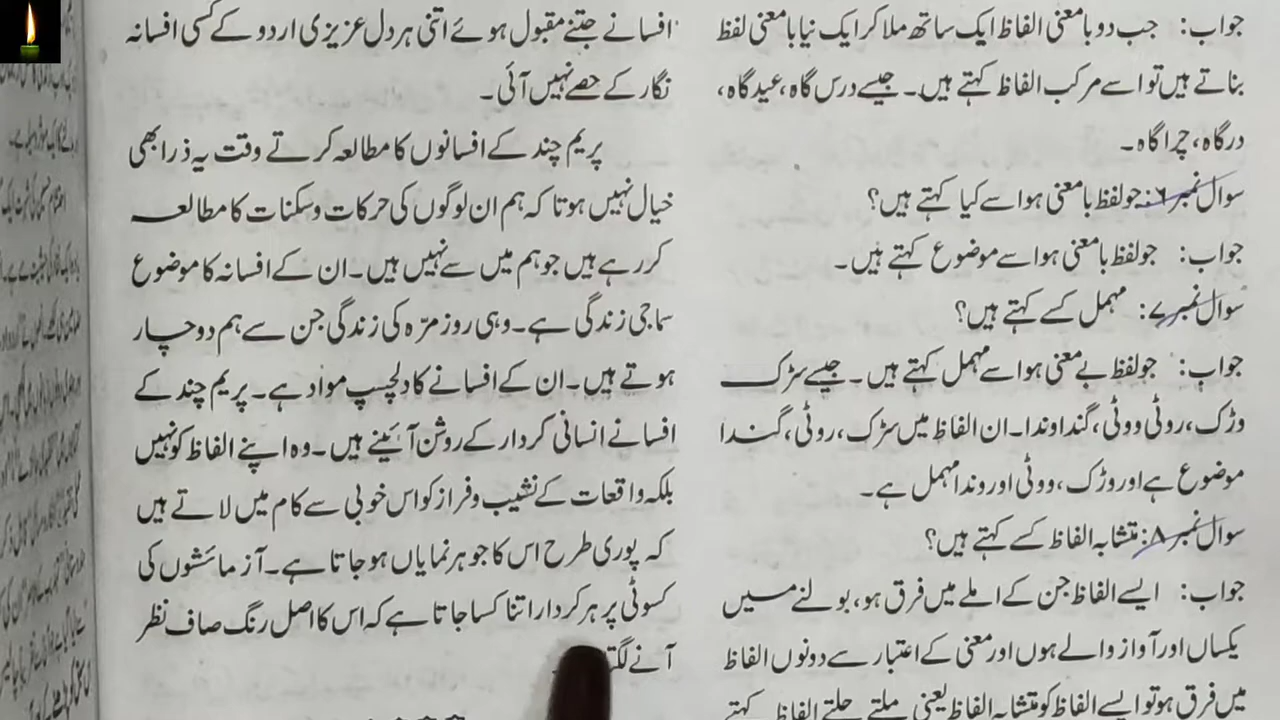 جواب: جب دو بامعنی الفاظ ایک ساتھ ملا کر ایک نیا بامعنی لفظ
بناتے ہیں تو اسے مرکب الفاظ کہتے ہیں۔ جیسے درس گاہ، عیدگاہ،
درگاہ، چراگاہ۔
سوال نمبر ۶: جو لفظ بامعنی ہو اسے کیا کہتے ہیں؟
جواب: جو لفظ بامعنی ہو اسے موضوع کہتے ہیں۔
سوال نمبر ۷: مہمل کسے کہتے ہیں؟
جواب: جو لفظ بے معنی ہو اسے مہمل کہتے ہیں۔ جیسے سڑک
وڑک، روٹی ووٹی، گندا وندا۔ ان الفاظ میں سڑک، روٹی، گندا
موضوع ہے اور وڑک، ووٹی اور وندا مہمل ہے۔
سوال نمبر ۸: متشابہ الفاظ کسے کہتے ہیں؟
جواب: ایسے الفاظ جن کے املے میں فرق ہو، بولنے میں
یکساں اور آواز والے ہوں اور معنی کے اعتبار سے دونوں الفاظ
میں فرق ہو تو ایسے الفاظ کو متشابہ الفاظ یعنی ملتے جلتے الفاظ کہتے
افسانے جتنے مقبول ہوئے اتنی ہر دل عزیزی اردو کے کسی افسانہ
نگار کے حصے نہیں آئی۔
پریم چند کے افسانوں کا مطالعہ کرتے وقت یہ ذرا بھی
خیال نہیں ہوتا کہ ہم ان لوگوں کی حرکات و سکنات کا مطالعہ
کر رہے ہیں جو ہم میں سے نہیں ہیں۔ ان کے افسانہ کا موضوع
سماجی زندگی ہے۔ وہی روز مرّہ کی زندگی جن سے ہم دوچار
ہوتے ہیں۔ ان کے افسانے کا دلچسپ مواد ہے۔ پریم چند کے
افسانے انسانی کردار کے روشن آئینے ہیں۔ وہ اپنے الفاظ کو نہیں
بلکہ واقعات کے نشیب و فراز کو اس خوبی سے کام میں لاتے ہیں
کہ پوری طرح اس کا جوہر نمایاں ہو جاتا ہے۔ آزمائشوں کی
کسوٹی پر ہر کردار اتنا کسا جاتا ہے کہ اس کا اصل رنگ صاف نظر
آنے